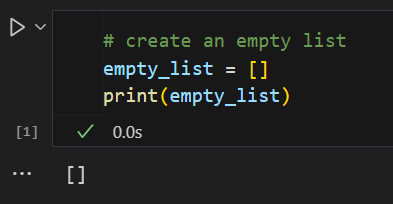 # create an empty list
empty_list = []
print(empty_list)
[1]
0.0s
...
[]